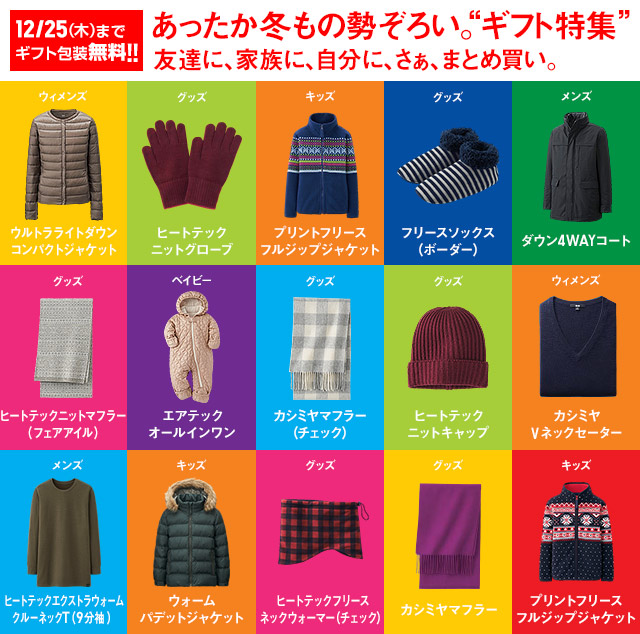 12/25(木)まで
ギフト包装無料!!
あったか冬もの勢ぞろい。“ギフト特集”
友達に、家族に、自分に、さぁ、まとめ買い。
ウィメンズ
ウルトラライトダウン
コンパクトジャケット
グッズ
ヒートテック
ニットグローブ
キッズ
プリントフリース
フルジップジャケット
グッズ
フリースソックス
(ボーダー)
メンズ
ダウン4WAYコート
グッズ
ヒートテックニットマフラー
(フェアアイル)
ベイビー
エアテック
オールインワン
グッズ
カシミヤマフラー
(チェック)
グッズ
ヒートテック
ニットキャップ
ウィメンズ
カシミヤ
Vネックセーター
メンズ
ヒートテックエクストラウォーム
クルーネックT(9分袖)
キッズ
ウォーム
パデットジャケット
グッズ
ヒートテックフリース
ネックウォーマー(チェック)
グッズ
カシミヤマフラー
キッズ
プリントフリース
フルジップジャケット